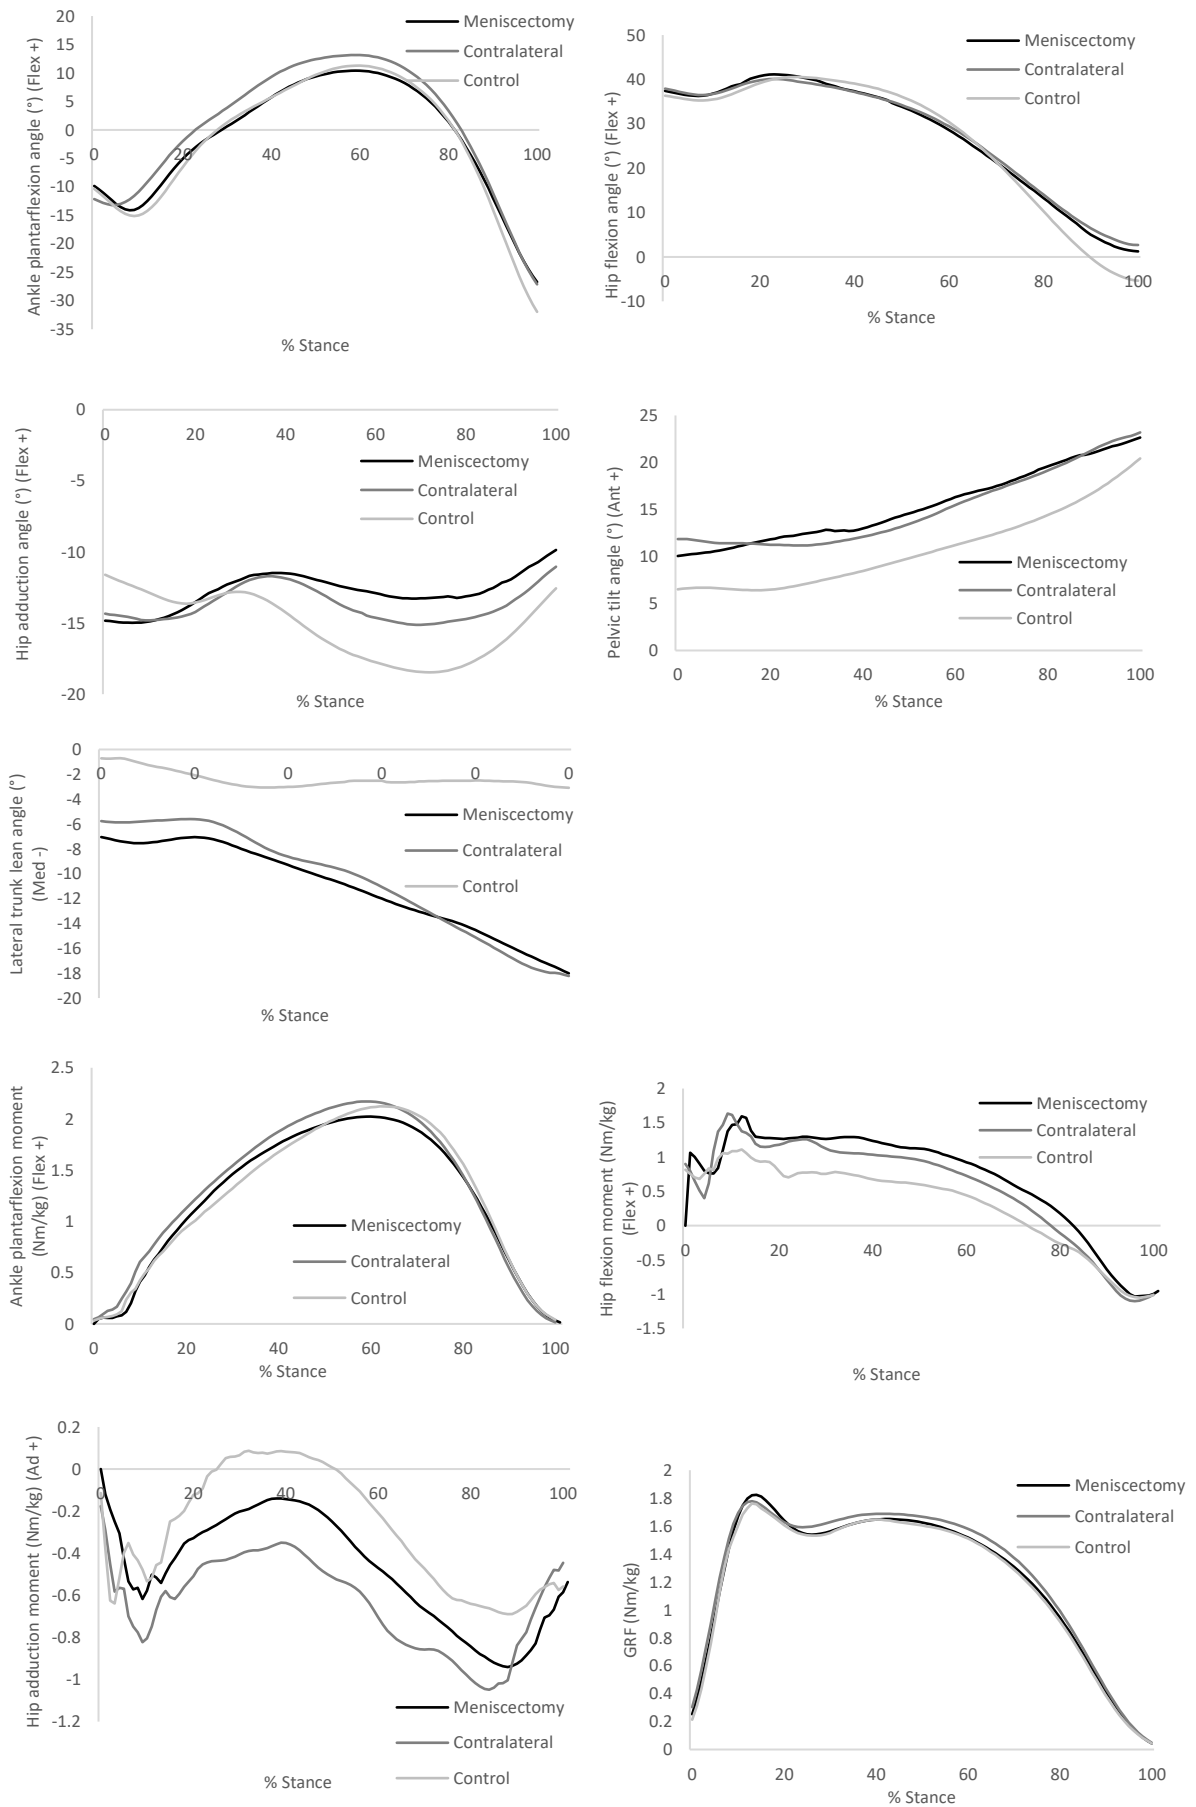 Ankle plantarflexion angle (°) (Flex +)
20
15
10
5
0
-5
-10
-15
-20
-25
-30
-35
0
20
40
60
80
100
% Stance
Meniscectomy
Contralateral
Control
Hip flexion angle (°) (Flex +)
50
40
30
20
10
0
-10
0
20
40
60
80
100
% Stance
Meniscectomy
Contralateral
Control
Hip adduction angle (°) (Flex +)
0
-5
-10
-15
-20
0
20
40
60
80
100
% Stance
Meniscectomy
Contralateral
Control
Pelvic tilt angle (°) (Ant +)
25
20
15
10
5
0
0
20
40
60
80
100
% Stance
Meniscectomy
Contralateral
Control
Lateral trunk lean angle (°)
(Med -)
0
-2
-4
-6
-8
-10
-12
-14
-16
-18
-20
0
0
0
0
0
0
% Stance
Meniscectomy
Contralateral
Control
Ankle plantarflexion moment
(Nm/kg) (Flex +)
2.5
2
1.5
1
0.5
0
0
20
40
60
80
100
% Stance
Meniscectomy
Contralateral
Control
Hip flexion moment (Nm/kg)
(Flex +)
2
1.5
1
0.5
0
-0.5
-1
-1.5
0
20
40
60
80
100
% Stance
Meniscectomy
Contralateral
Control
Hip adduction moment (Nm/kg) (Ad +)
0.2
0
-0.2
-0.4
-0.6
-0.8
-1
-1.2
0
20
40
60
80
100
% Stance
Meniscectomy
Contralateral
Control
GRF (Nm/kg)
2
1.8
1.6
1.4
1.2
1
0.8
0.6
0.4
0.2
0
0
20
40
60
80
100
% Stance
Meniscectomy
Contralateral
Control